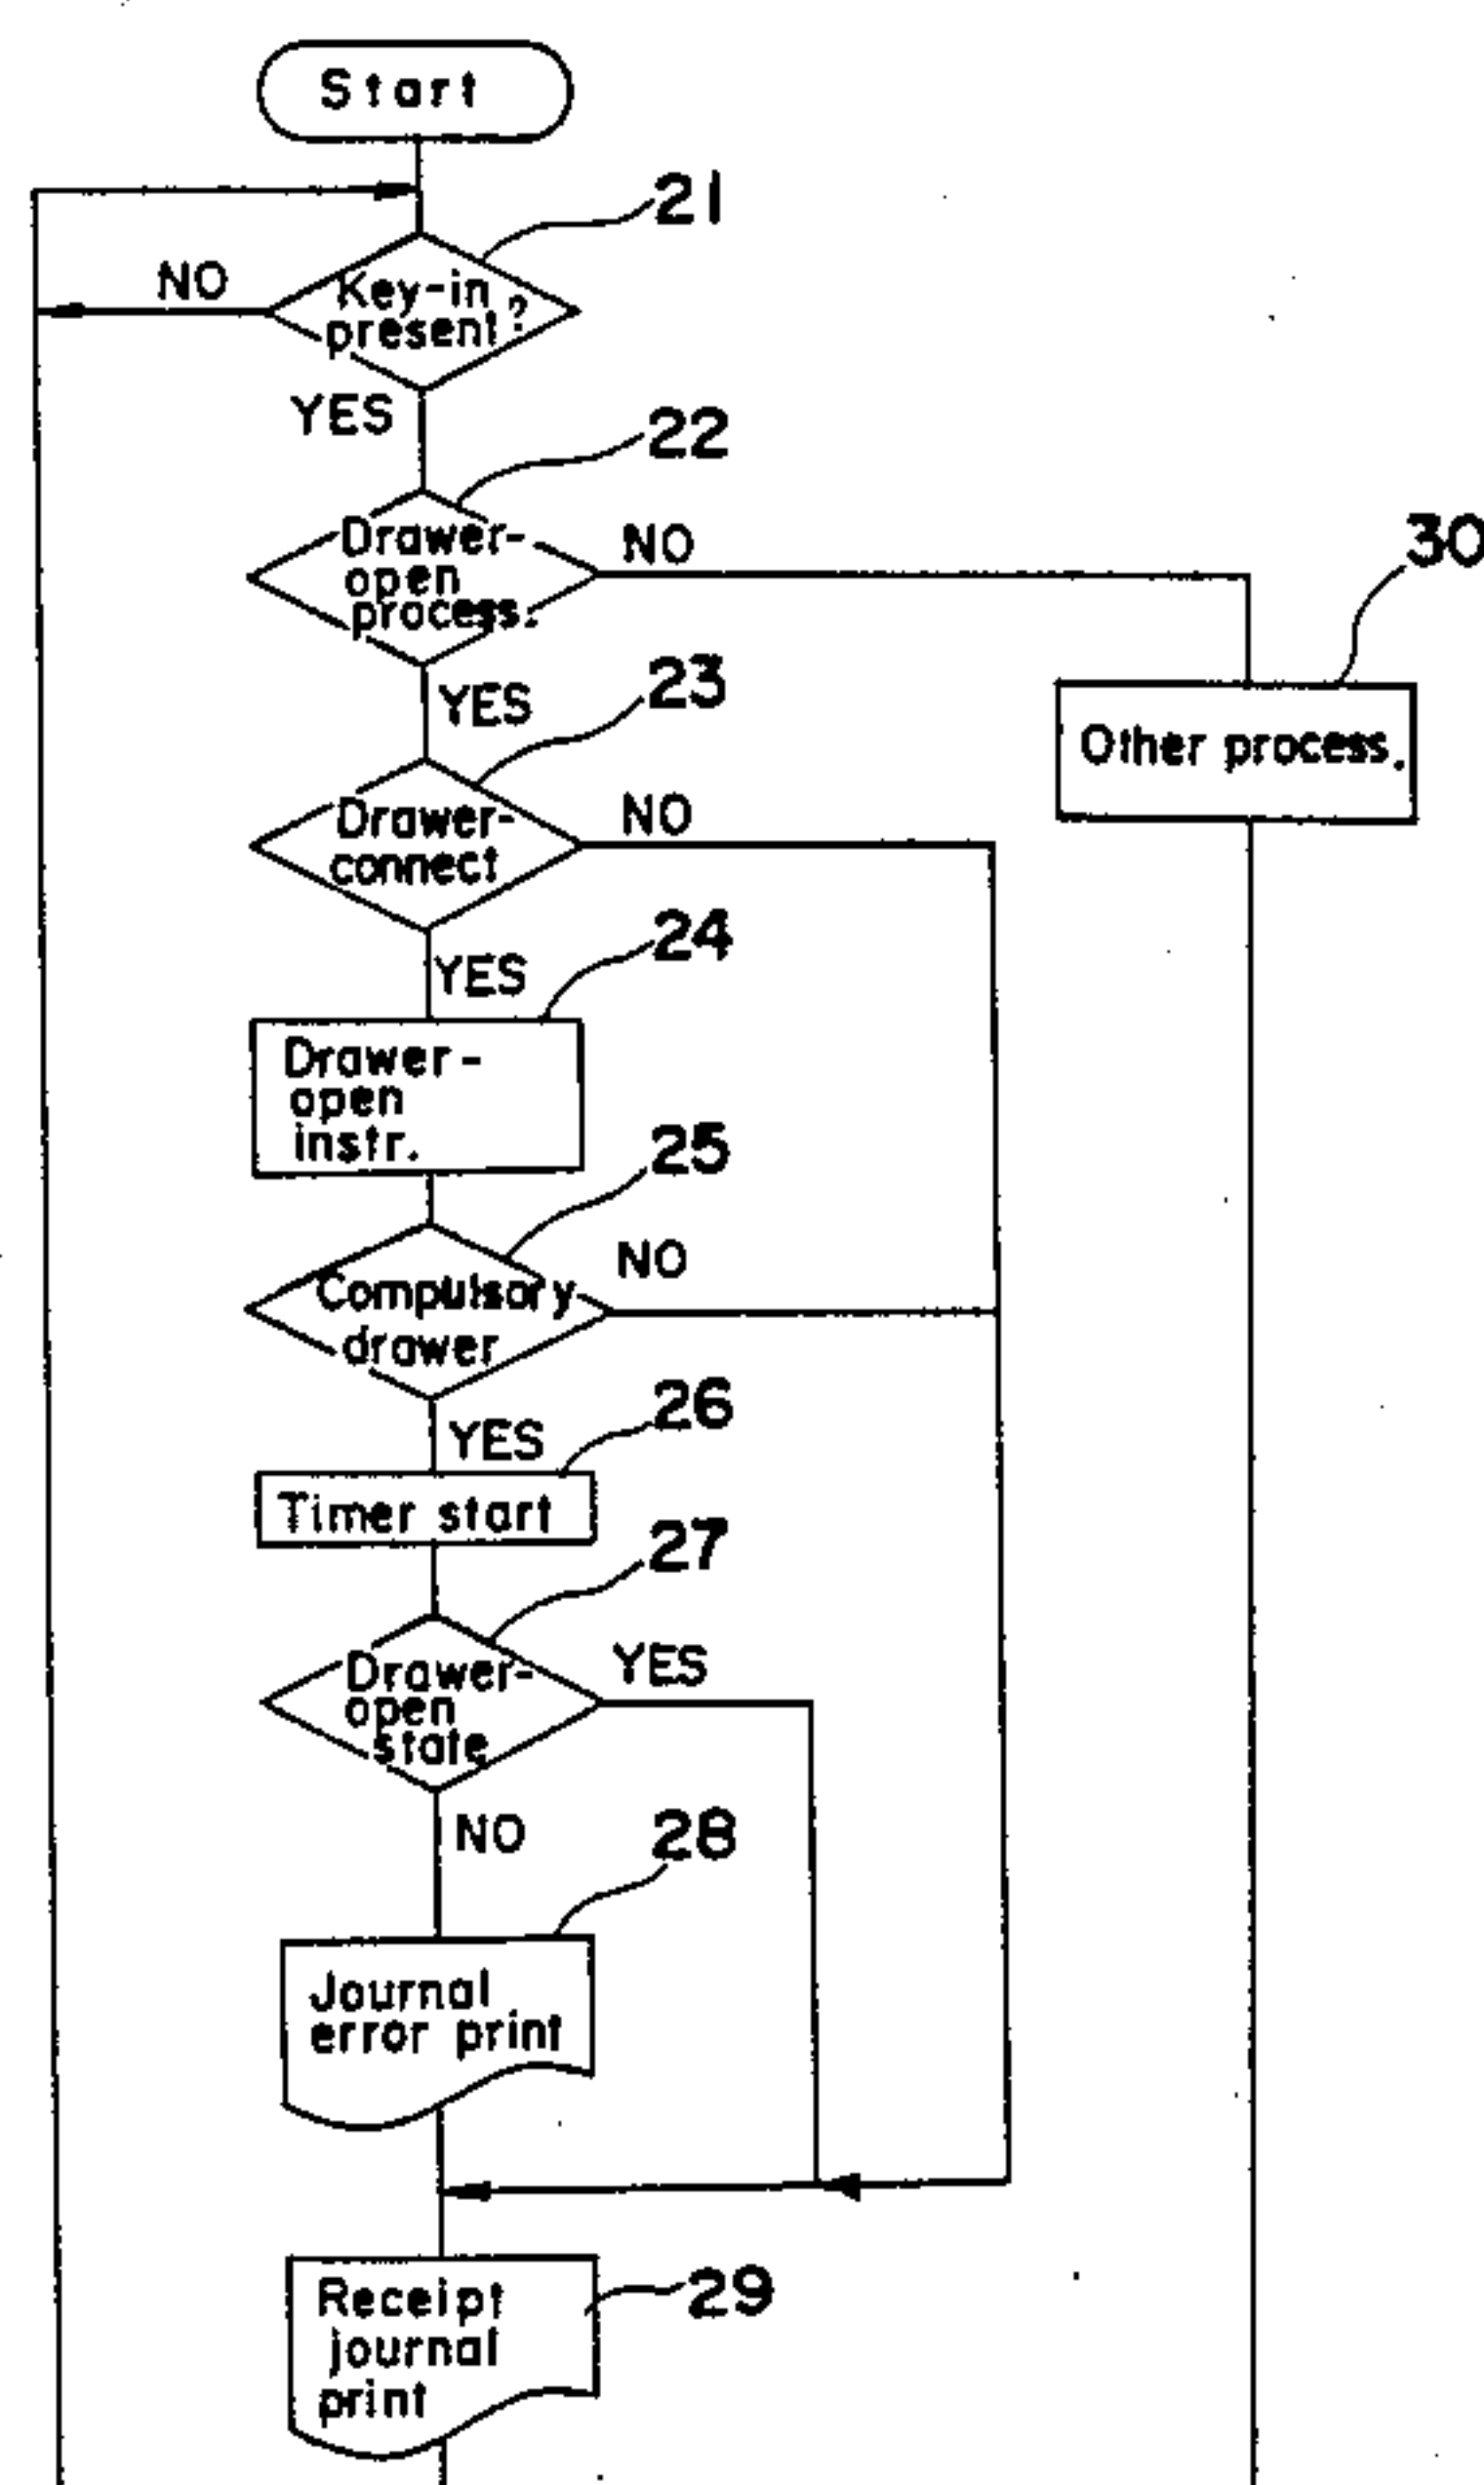 Start
21
NO
Key-in
present?
YES
22
Drawer-
open
process.
NO
30
Other process.
YES
23
Drawer-
connect
NO
YES
24
Drawer-
open
instr.
25
Compulsory
drawer
NO
YES
26
Timer start
27
Drawer-
open
state
YES
NO
28
Journal
error print
Receipt
journal
print
29